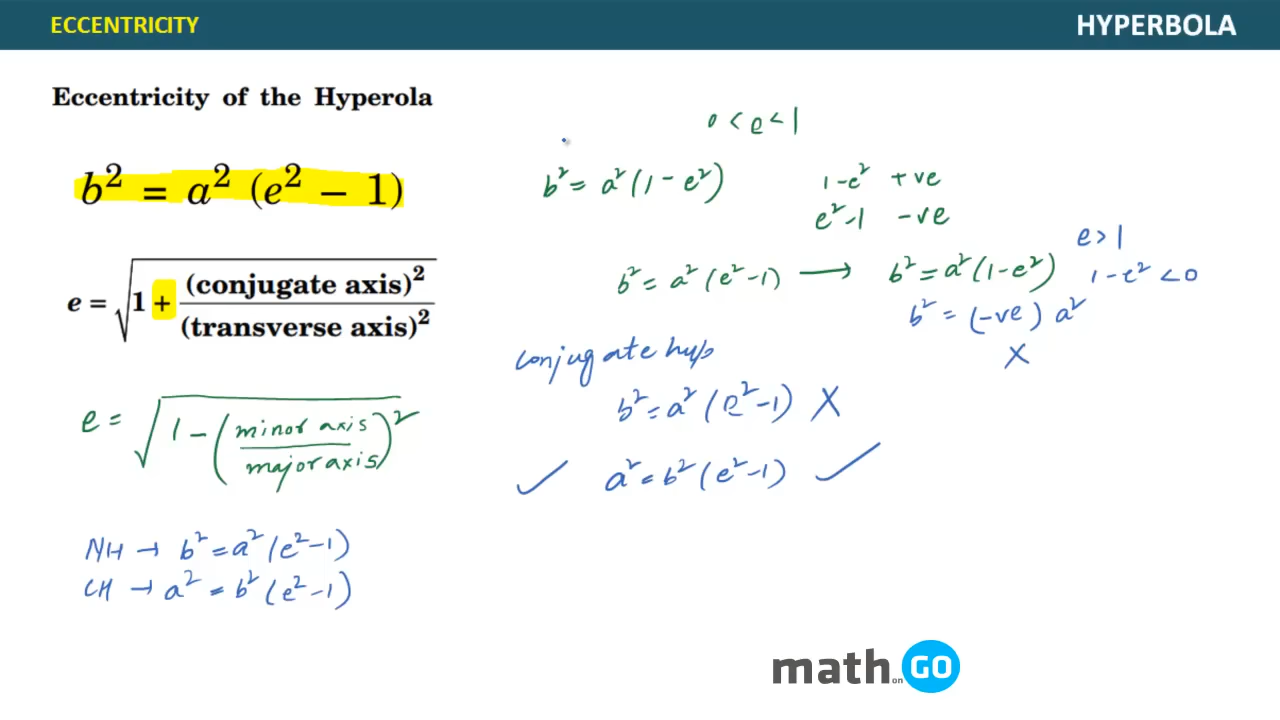 ECCENTRICITY
HYPERBOLA
Eccentricity of the Hyperola
b² = a² (e² − 1)
e = √(1 + (conjugate axis)² / (transverse axis)²)
e = √(1 − (minor axis / major axis)²)
NH → b² = a² (e² − 1)
CH → a² = b² (e² − 1)
0 < e < 1
b² = a² (1 − e²)
1 − e² +ve
e² − 1 −ve
b² = a² (e² − 1) → b² = a² (1 − e²)
e > 1
1 − e² < 0
b² = (−ve) a²
X
conjugate hyp
b² = a² (e² − 1) X
✓ a² = b² (e² − 1) ✓
math on GO